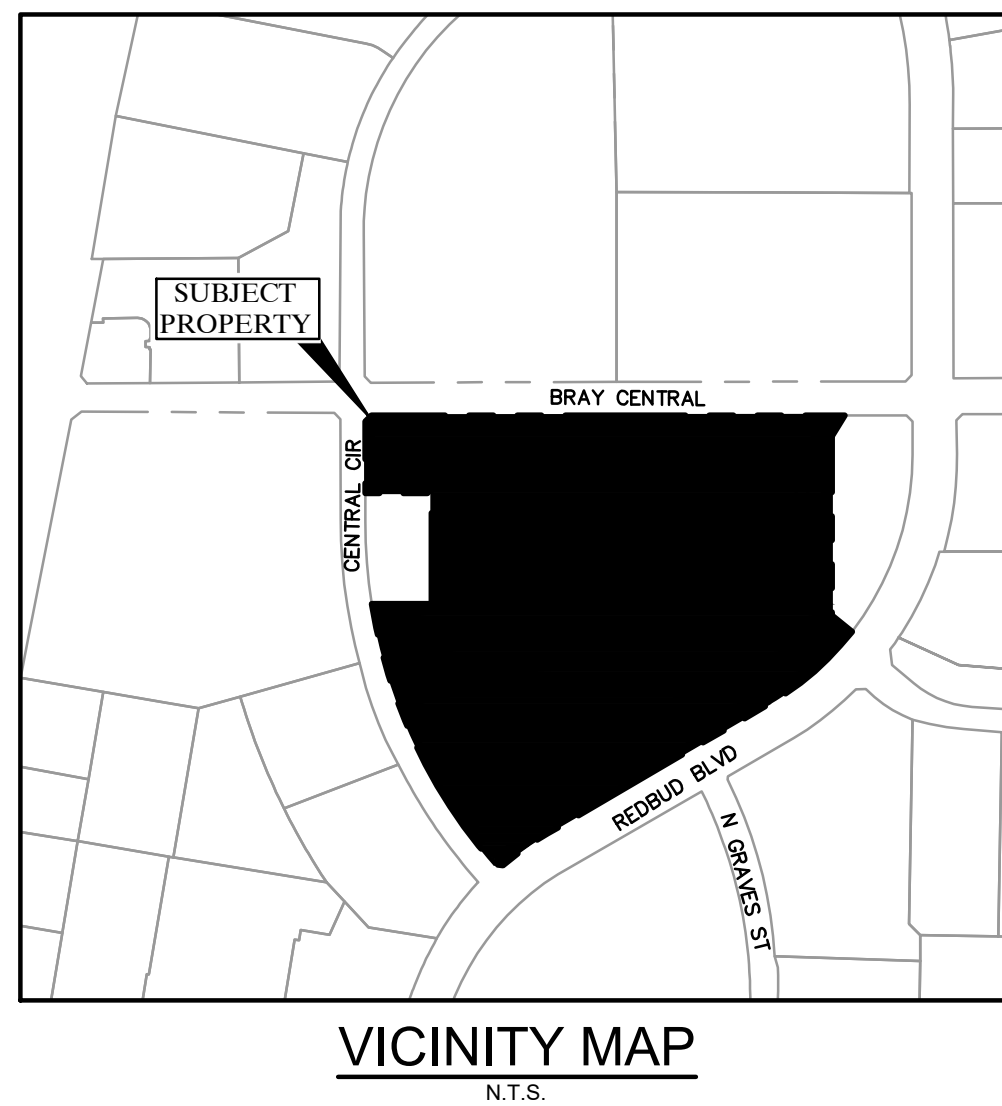 SUBJECT
PROPERTY
BRAY CENTRAL
CENTRAL CIR
REDBUD BLVD
N GRAVES ST
VICINITY MAP
N.T.S.